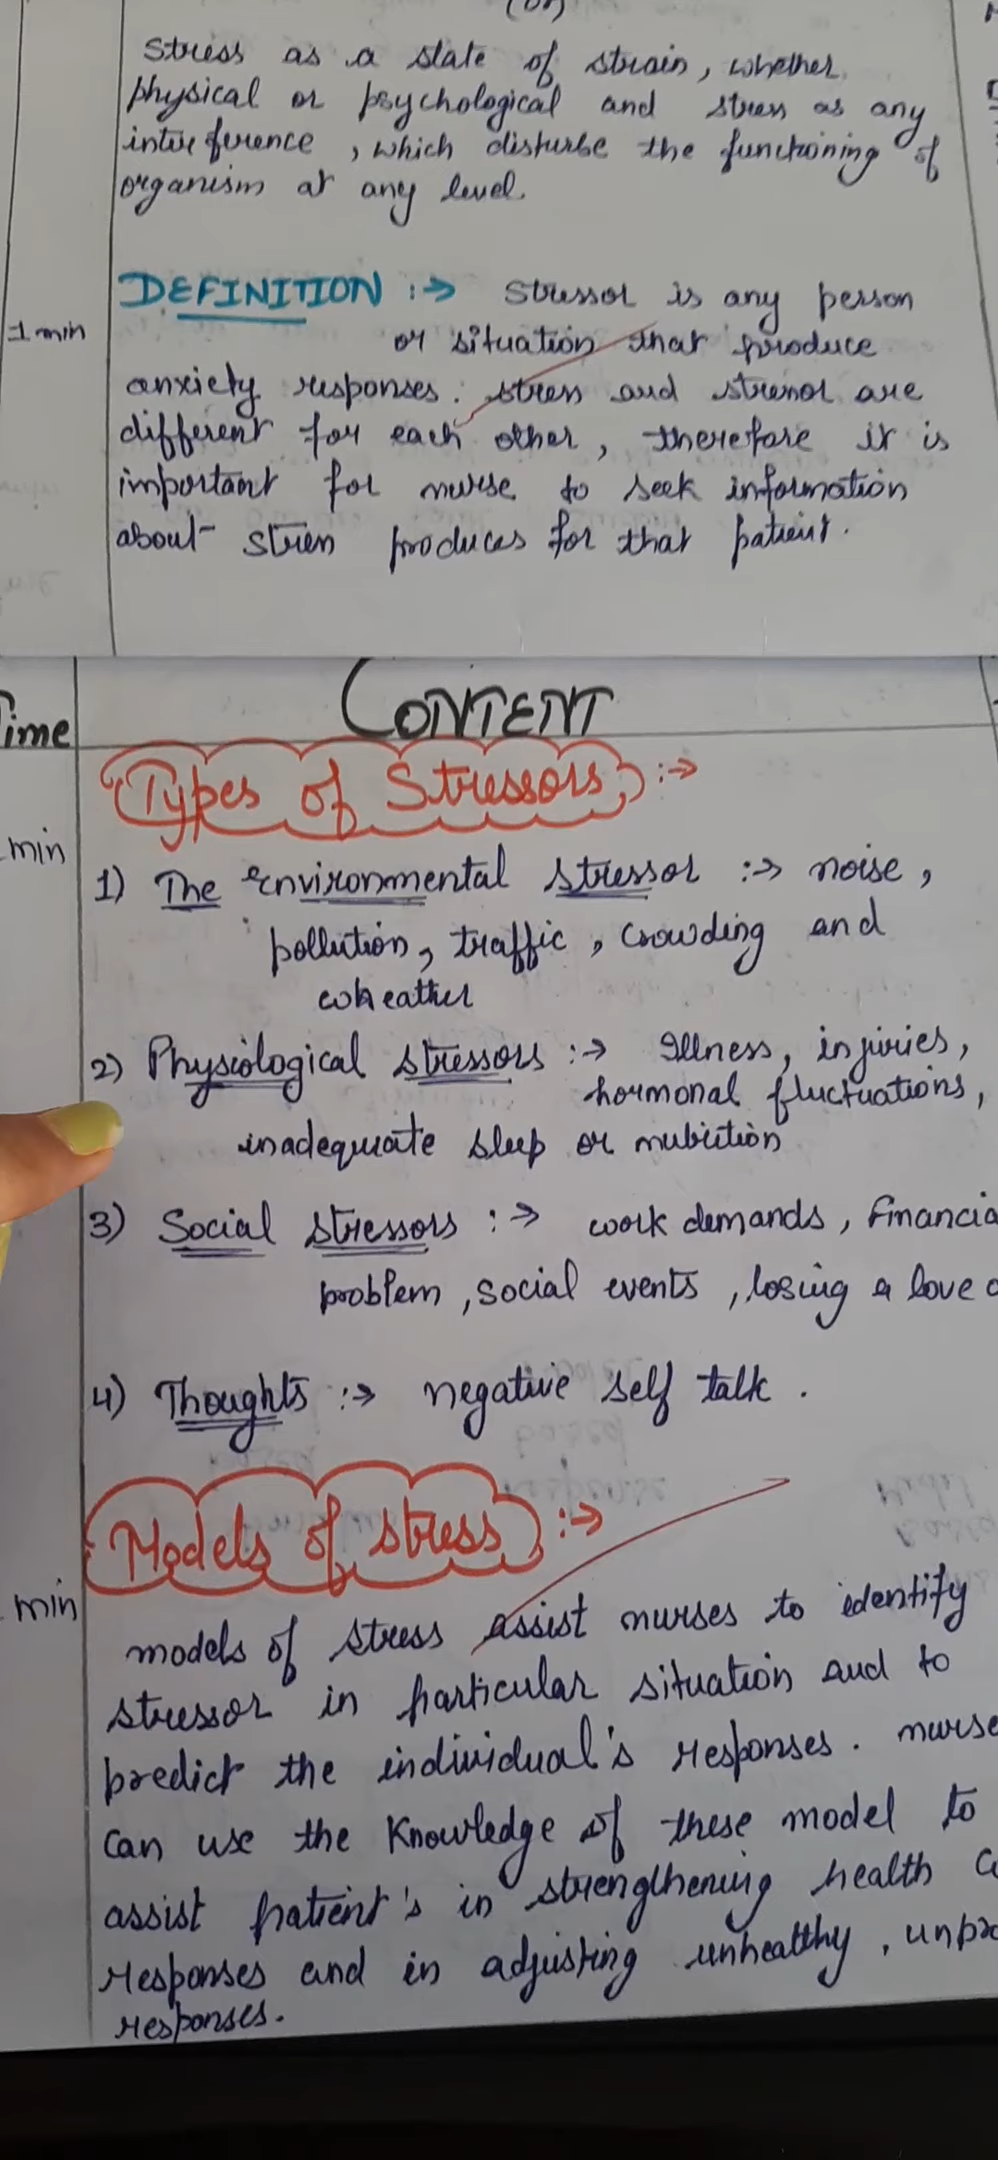 (or)
Stress as a state of strain, whether
physical or psychological and stress as any
interference, which disturbe the functioning of
organism at any level.
DEFINITION :→ Stressor is any person
1 min
or situation that produce
anxiety responses. stress and stressor are
different for each other, therefore it is
important for nurse to seek information
about stress produces for that patient.
Time
CONTENT
Types of Stressors :→
min
1) The environmental stressor :→ noise,
pollution, traffic, crowding and
wheather
2) Physiological stressors :→ Illness, injuries,
hormonal fluctuations,
inadequate sleep or nubition
3) Social stressors :→ work demands, Financia
problem, social events, losing a love
4) Thoughts :→ negative self talk.
Models of stress :→
min
models of stress assist nurses to identify
stressor in particular situation and to
predict the individual's responses. nurse
can use the knowledge of these model to
assist patient's in strengthening health
responses and in adjusting unhealthy, unpro
responses.